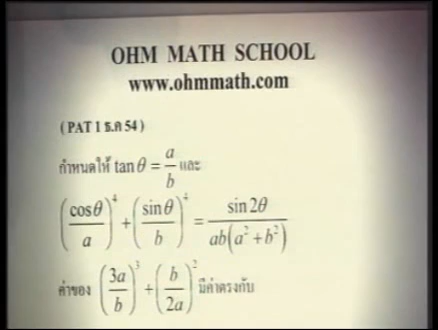 OHM MATH SCHOOL
www.ohmmath.com
(PAT 1 ธ.ค 54)
กำหนดให้ tan θ = a/b และ
(cosθ/a)^4 + (sinθ/b)^4 = sin 2θ/ab(a^2+b^2)
ค่าของ (3a/b)^3 + (b/2a)^2 มีค่าตรงกับ